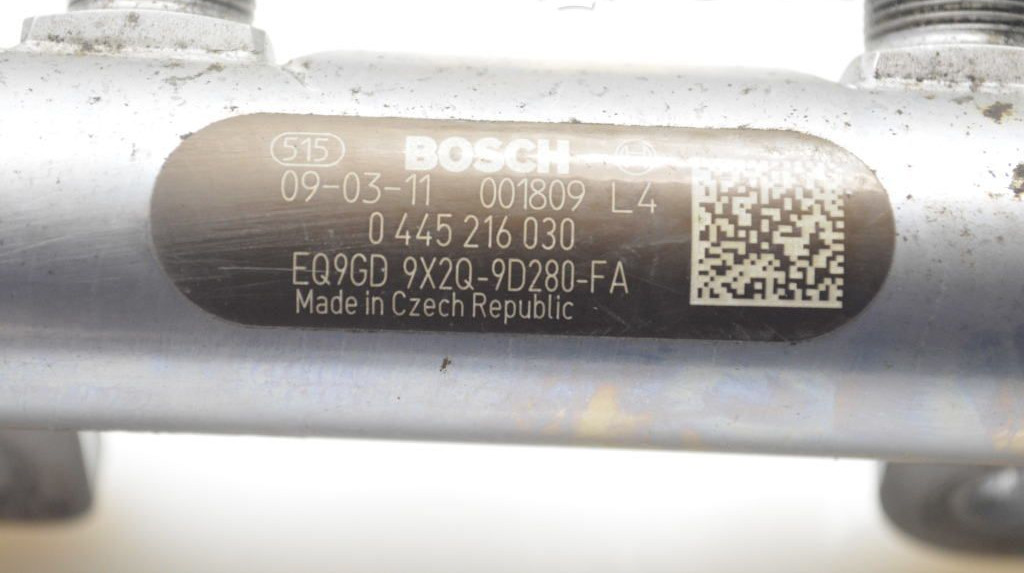 515 BOSCH
09-03-11 001809 L4
0 445 216 030
EQ9GD 9X2Q-9D280-FA
Made in Czech Republic